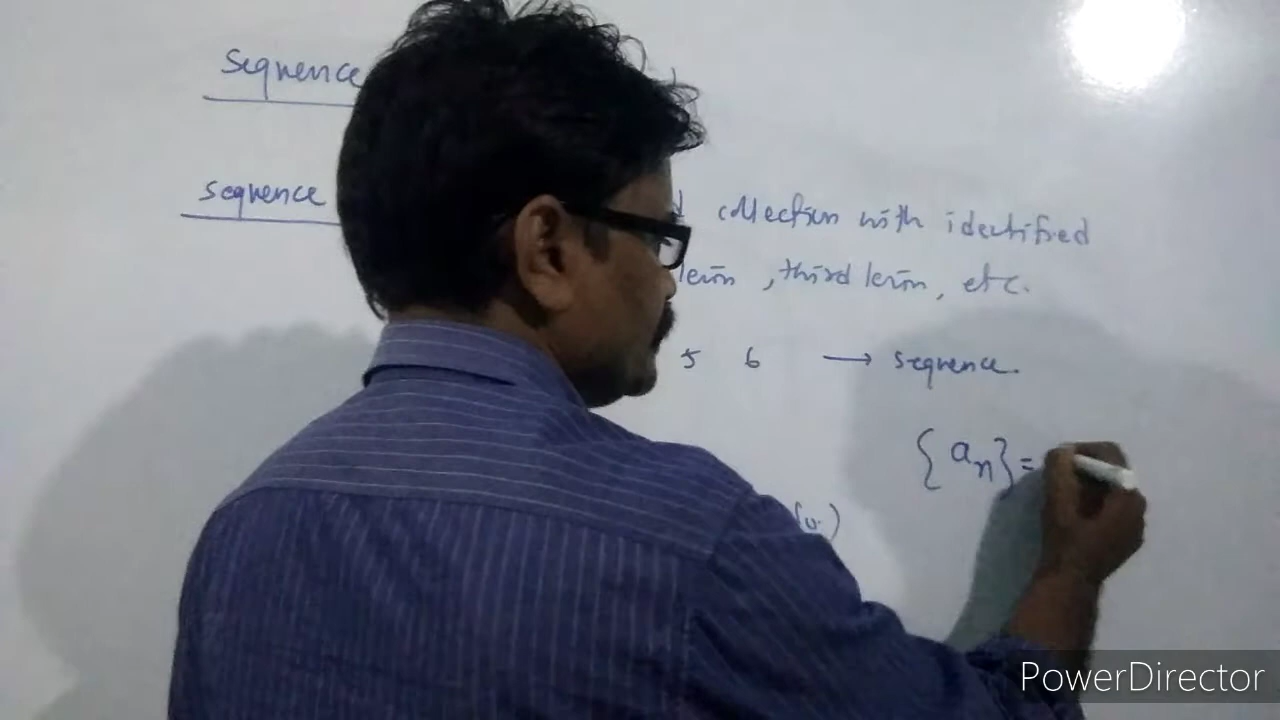 Sequence
sequence collection with identified
term, third term, etc.
5 6 → sequence.
{an} =
PowerDirector